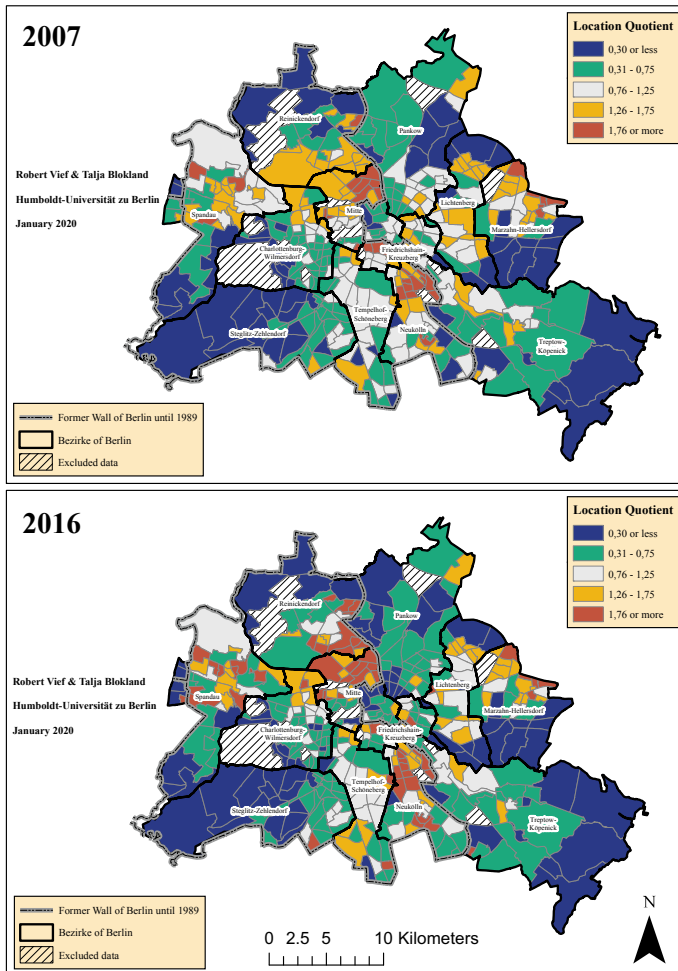 2007
Location Quotient
0,30 or less
0,31 - 0,75
0,76 - 1,25
1,26 - 1,75
1,76 or more
Reinickendorf
Pankow
Robert Vief & Talja Blokland
Humboldt-Universität zu Berlin
January 2020
Spandau
Mitte
Lichtenberg
Marzahn-Hellersdorf
Charlottenburg-
Wilmersdorf
Friedrichshain-
Kreuzberg
Tempelhof-
Schöneberg
Steglitz-Zehlendorf
Neukölln
Treptow-
Köpenick
Former Wall of Berlin until 1989
Bezirke of Berlin
Excluded data
2016
Location Quotient
0,30 or less
0,31 - 0,75
0,76 - 1,25
1,26 - 1,75
1,76 or more
Reinickendorf
Pankow
Robert Vief & Talja Blokland
Humboldt-Universität zu Berlin
January 2020
Spandau
Mitte
Lichtenberg
Marzahn-Hellersdorf
Charlottenburg-
Wilmersdorf
Friedrichshain-
Kreuzberg
Tempelhof-
Schöneberg
Steglitz-Zehlendorf
Neukölln
Treptow-
Köpenick
Former Wall of Berlin until 1989
Bezirke of Berlin
Excluded data
0 2.5 5 10 Kilometers
N